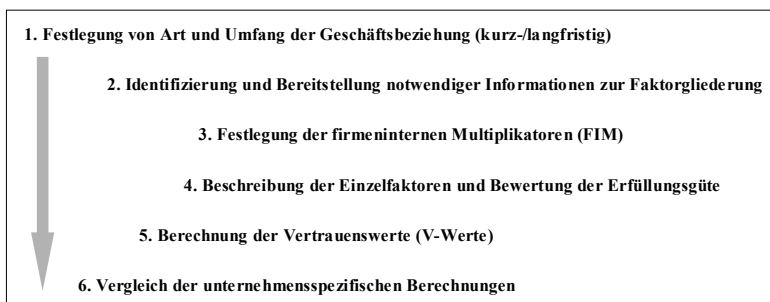 1. Festlegung von Art und Umfang der Geschäftsbeziehung (kurz-/langfristig)
2. Identifizierung und Bereitstellung notwendiger Informationen zur Faktorgliederung
3. Festlegung der firmeninternen Multiplikatoren (FIM)
4. Beschreibung der Einzelfaktoren und Bewertung der Erfüllungsgüte
5. Berechnung der Vertrauenswerte (V-Werte)
6. Vergleich der unternehmensspezifischen Berechnungen